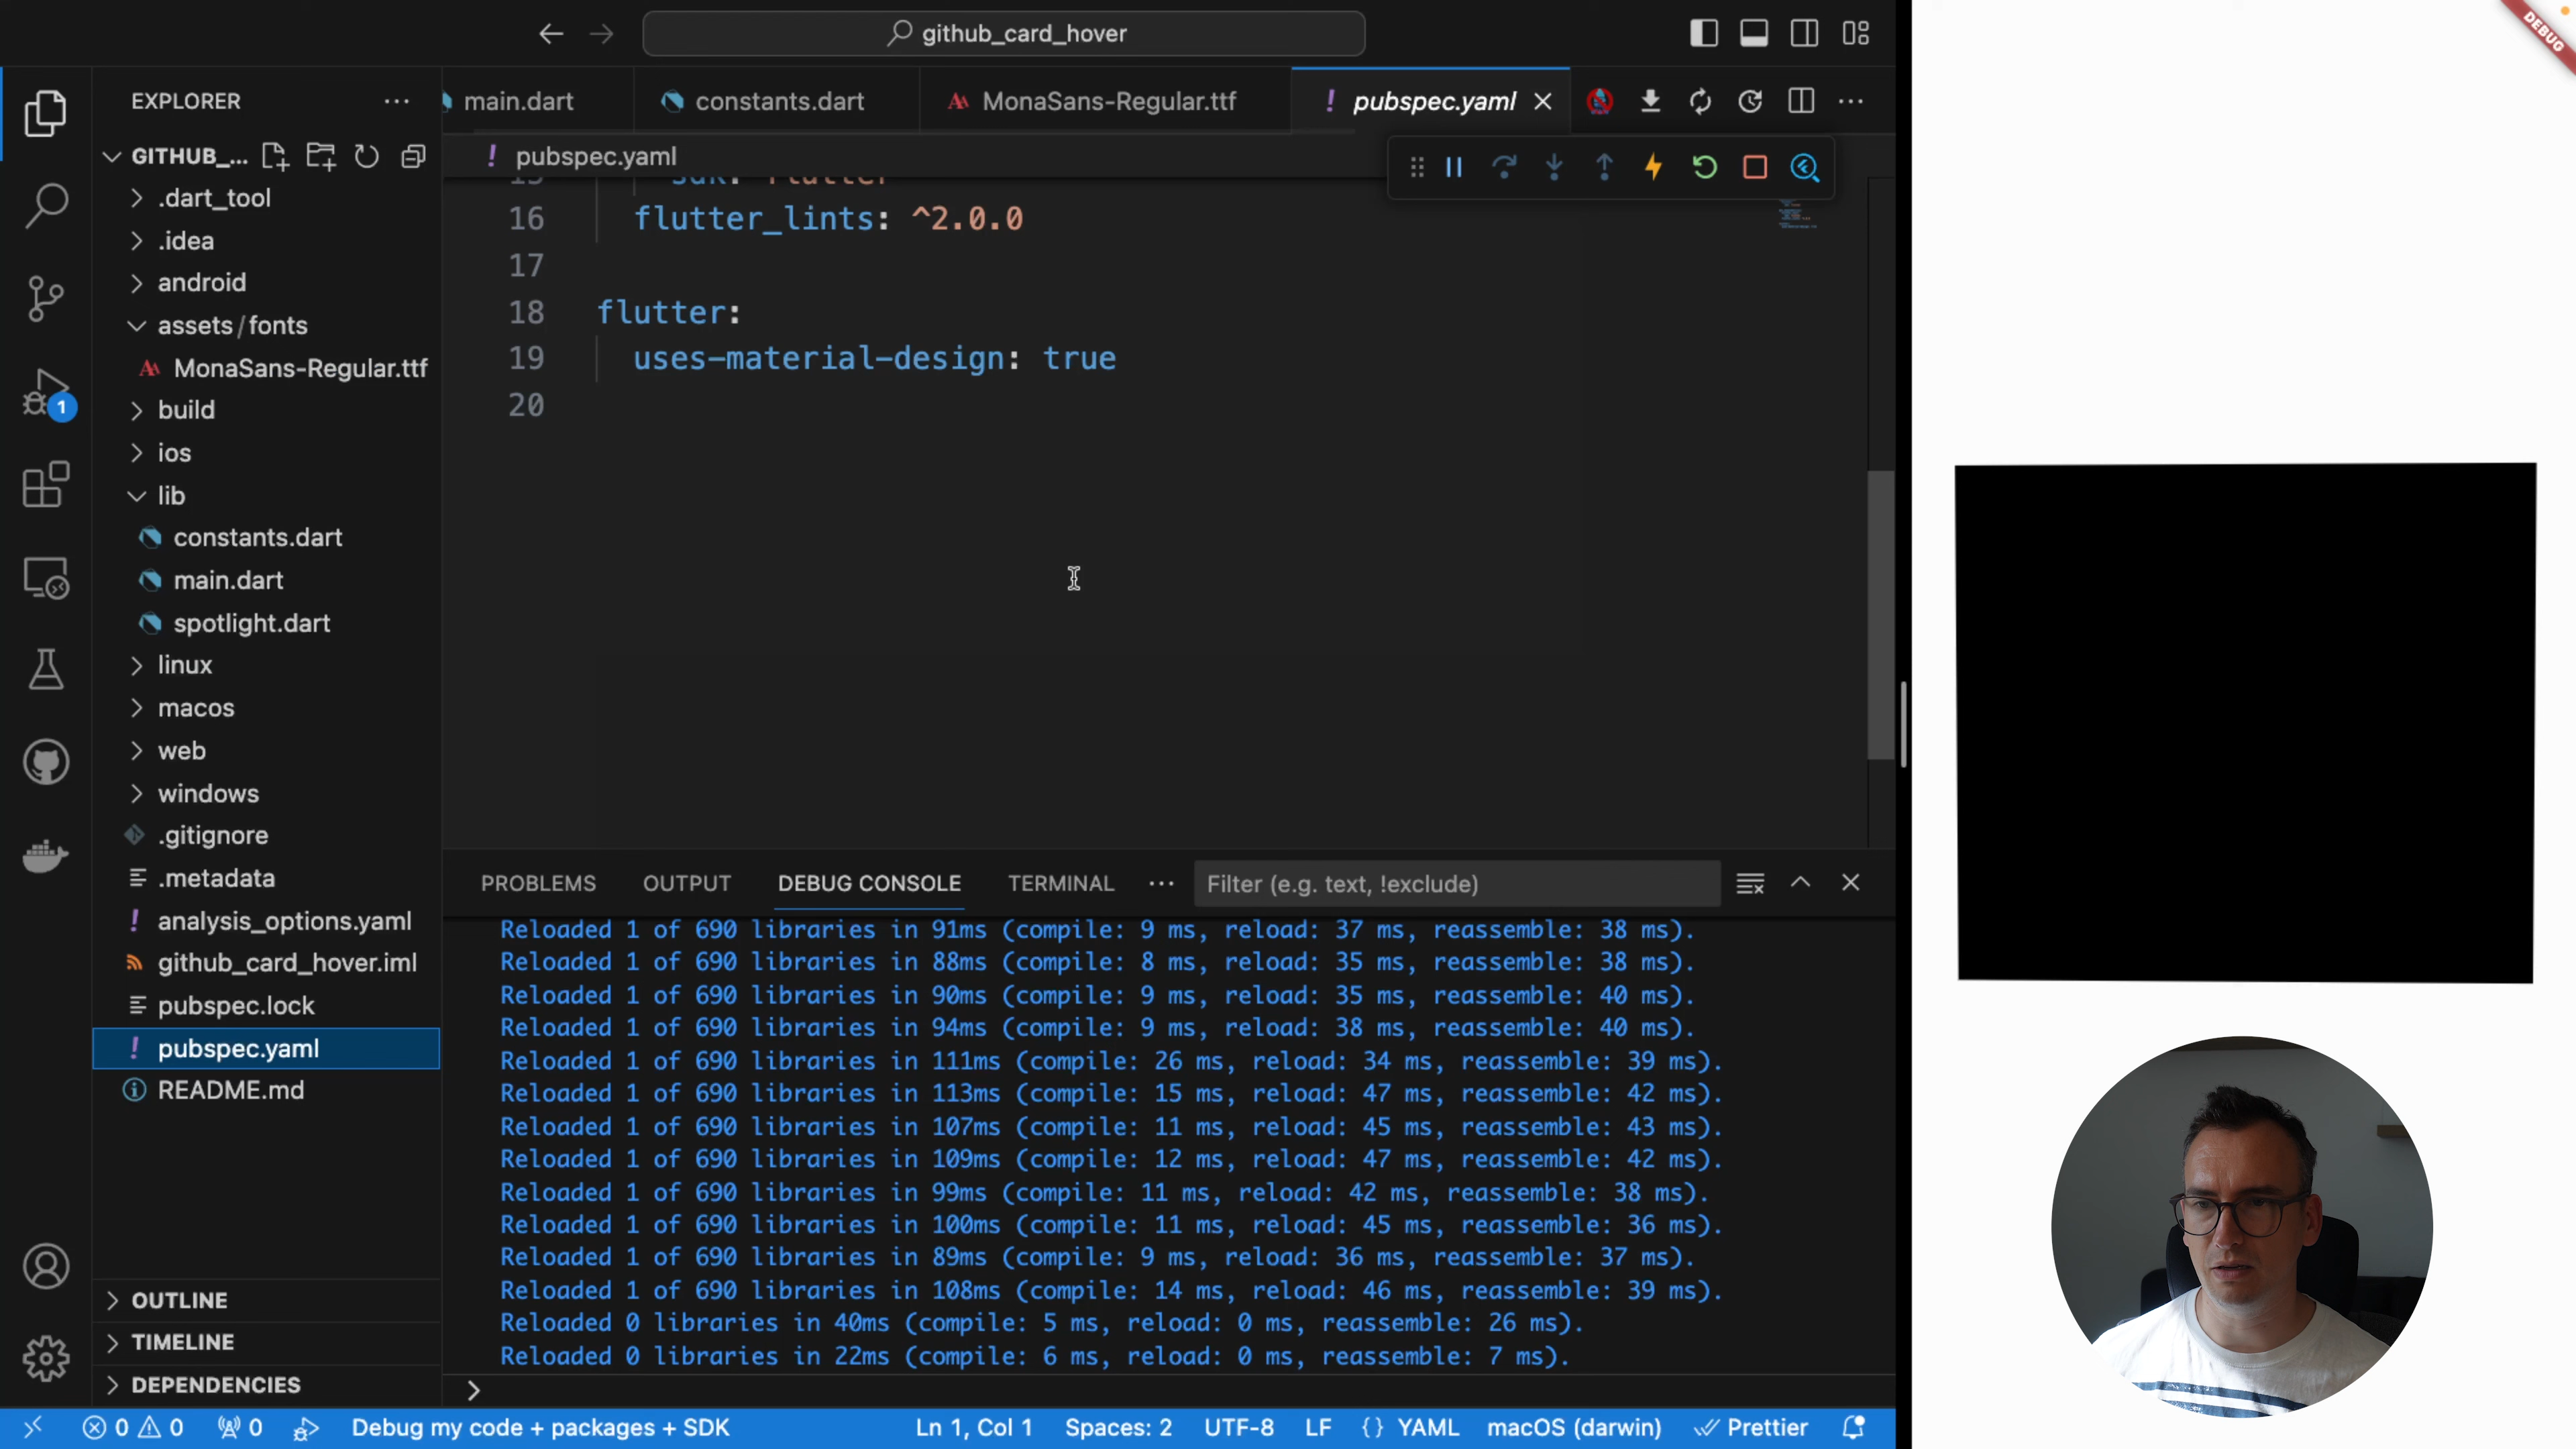 github_card_hover
DEBUG
EXPLORER
main.dart
constants.dart
MonaSans-Regular.ttf
pubspec.yaml
GITHUB_...
pubspec.yaml
.dart_tool
.idea
android
assets/fonts
MonaSans-Regular.ttf
build
ios
lib
constants.dart
main.dart
spotlight.dart
linux
macos
web
windows
.gitignore
.metadata
analysis_options.yaml
github_card_hover.iml
pubspec.lock
pubspec.yaml
README.md
OUTLINE
TIMELINE
DEPENDENCIES
1
15 sdk: flutter
16 flutter_lints: ^2.0.0
17
18 flutter:
19 uses-material-design: true
20
PROBLEMS OUTPUT DEBUG CONSOLE TERMINAL Filter (e.g. text, !exclude)
Reloaded 1 of 690 libraries in 91ms (compile: 9 ms, reload: 37 ms, reassemble: 38 ms).
Reloaded 1 of 690 libraries in 88ms (compile: 8 ms, reload: 35 ms, reassemble: 38 ms).
Reloaded 1 of 690 libraries in 90ms (compile: 9 ms, reload: 35 ms, reassemble: 40 ms).
Reloaded 1 of 690 libraries in 94ms (compile: 9 ms, reload: 38 ms, reassemble: 40 ms).
Reloaded 1 of 690 libraries in 111ms (compile: 26 ms, reload: 34 ms, reassemble: 39 ms).
Reloaded 1 of 690 libraries in 113ms (compile: 15 ms, reload: 47 ms, reassemble: 42 ms).
Reloaded 1 of 690 libraries in 107ms (compile: 11 ms, reload: 45 ms, reassemble: 43 ms).
Reloaded 1 of 690 libraries in 109ms (compile: 12 ms, reload: 47 ms, reassemble: 42 ms).
Reloaded 1 of 690 libraries in 99ms (compile: 11 ms, reload: 42 ms, reassemble: 38 ms).
Reloaded 1 of 690 libraries in 100ms (compile: 11 ms, reload: 45 ms, reassemble: 36 ms).
Reloaded 1 of 690 libraries in 89ms (compile: 9 ms, reload: 36 ms, reassemble: 37 ms).
Reloaded 1 of 690 libraries in 108ms (compile: 14 ms, reload: 46 ms, reassemble: 39 ms).
Reloaded 0 libraries in 40ms (compile: 5 ms, reload: 0 ms, reassemble: 26 ms).
Reloaded 0 libraries in 22ms (compile: 6 ms, reload: 0 ms, reassemble: 7 ms).
0 0 0 Debug my code + packages + SDK Ln 1, Col 1 Spaces: 2 UTF-8 LF {} YAML macOS (darwin) Prettier